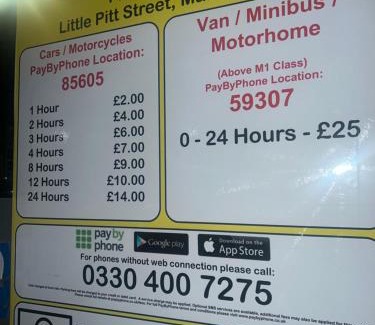 Little Pitt Street,
Cars / Motorcycles
PayByPhone Location:
85605
1 Hour £2.00
2 Hours £4.00
3 Hours £6.00
4 Hours £7.00
8 Hours £9.00
12 Hours £10.00
24 Hours £14.00
Van / Minibus /
Motorhome
(Above M1 Class)
PayByPhone Location:
59307
0 - 24 Hours - £25
pay by
phone
Google play
Download on the
App Store
For phones without web connection please call:
0330 400 7275